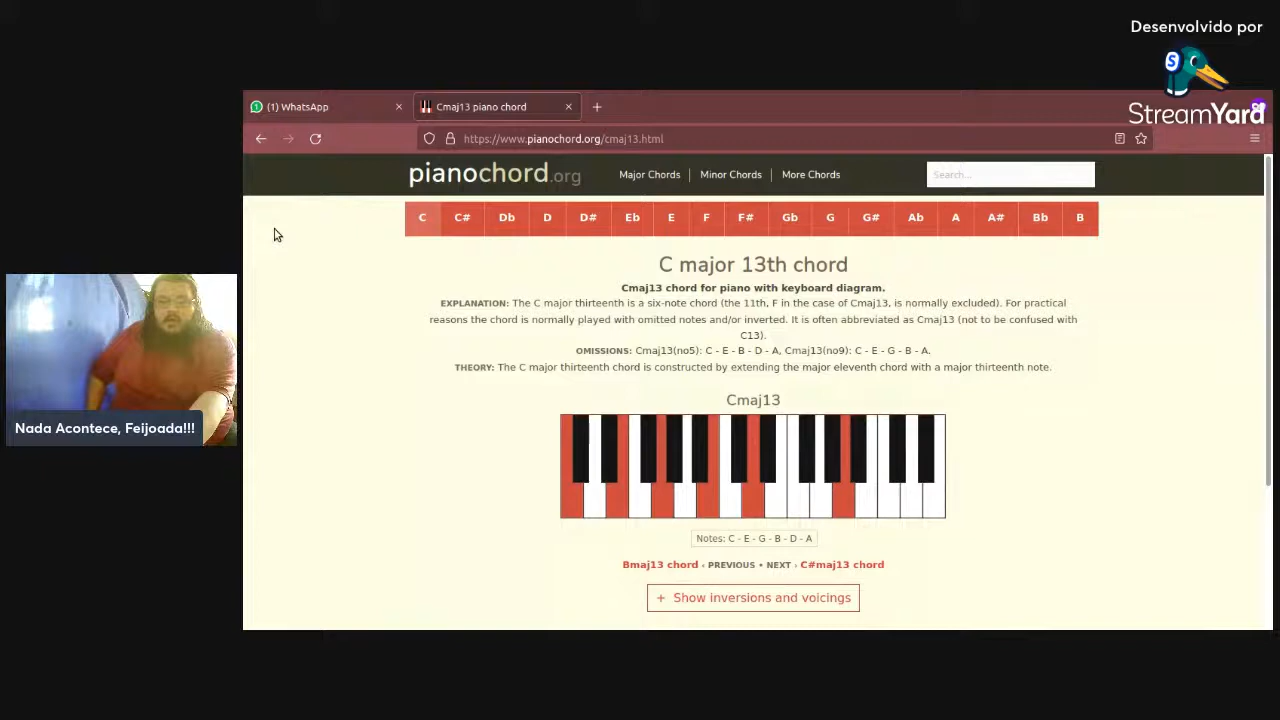 Desenvolvido por
StreamYard
(1) WhatsApp
Cmaj13 piano chord
https://www.pianochord.org/cmaj13.html
pianochord.org
Major Chords
Minor Chords
More Chords
Search...
C C# Db D D# Eb E F F# Gb G G# Ab A A# Bb B
C major 13th chord
Cmaj13 chord for piano with keyboard diagram.
EXPLANATION: The C major thirteenth is a six-note chord (the 11th, F in the case of Cmaj13, is normally excluded). For practical
reasons the chord is normally played with omitted notes and/or inverted. It is often abbreviated as Cmaj13 (not to be confused with
C13).
OMISSIONS: Cmaj13(no5): C - E - B - D - A, Cmaj13(no9): C - E - G - B - A.
THEORY: The C major thirteenth chord is constructed by extending the major eleventh chord with a major thirteenth note.
Cmaj13
Notes: C - E - G - B - D - A
Bmaj13 chord ‹ PREVIOUS • NEXT › C#maj13 chord
+ Show inversions and voicings
Nada Acontece, Feijoada!!!